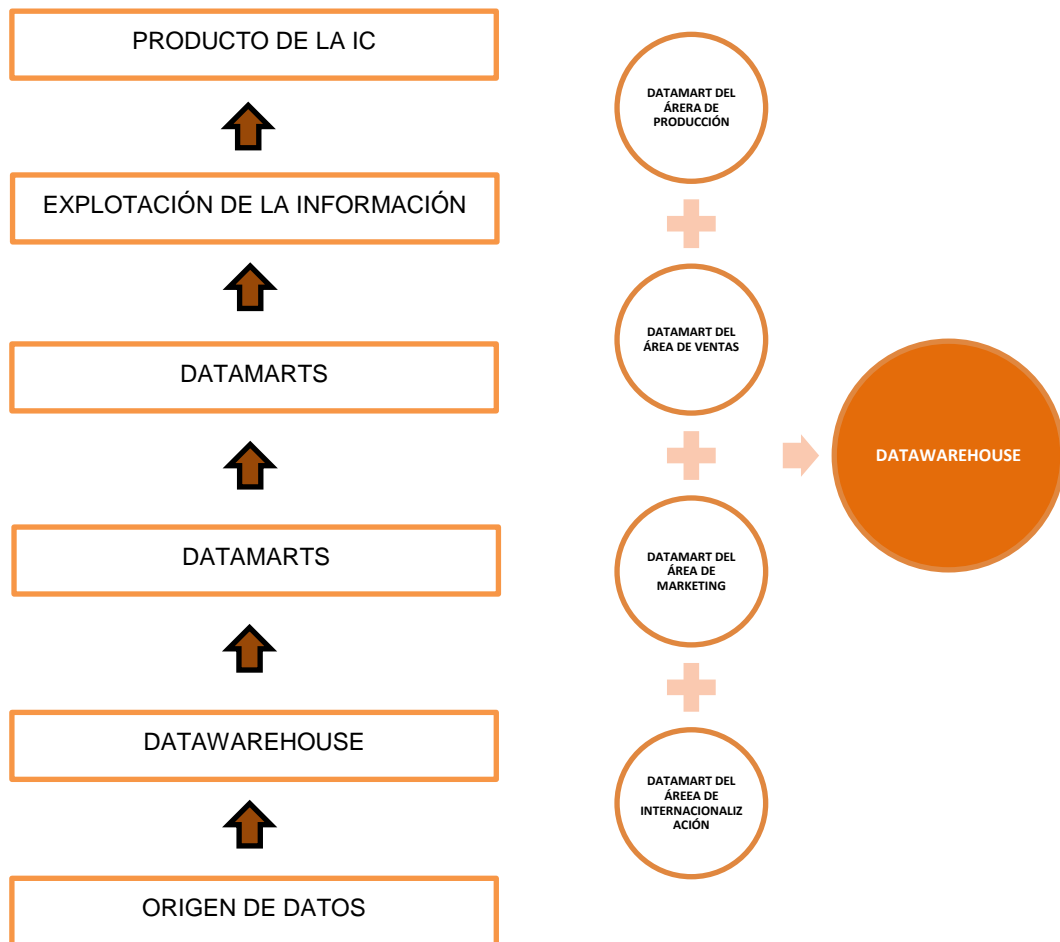 PRODUCTO DE LA IC
EXPLOTACIÓN DE LA INFORMACIÓN
DATAMARTS
DATAMARTS
DATAWAREHOUSE
ORIGEN DE DATOS
DATAMART DEL
ÁRERA DE
PRODUCCIÓN
DATAMART DEL
ÁREA DE VENTAS
DATAMART DEL
ÁREA DE
MARKETING
DATAMART DEL
ÁREEA DE
INTERNACIONALIZ
ACIÓN
DATAWAREHOUSE